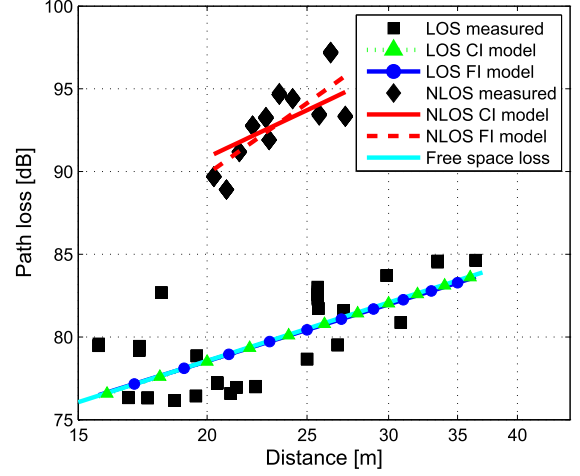 100
95
90
85
80
75
15
20
25
30
35
40
Path loss [dB]
Distance [m]
LOS measured
LOS CI model
LOS FI model
NLOS measured
NLOS CI model
NLOS FI model
Free space loss